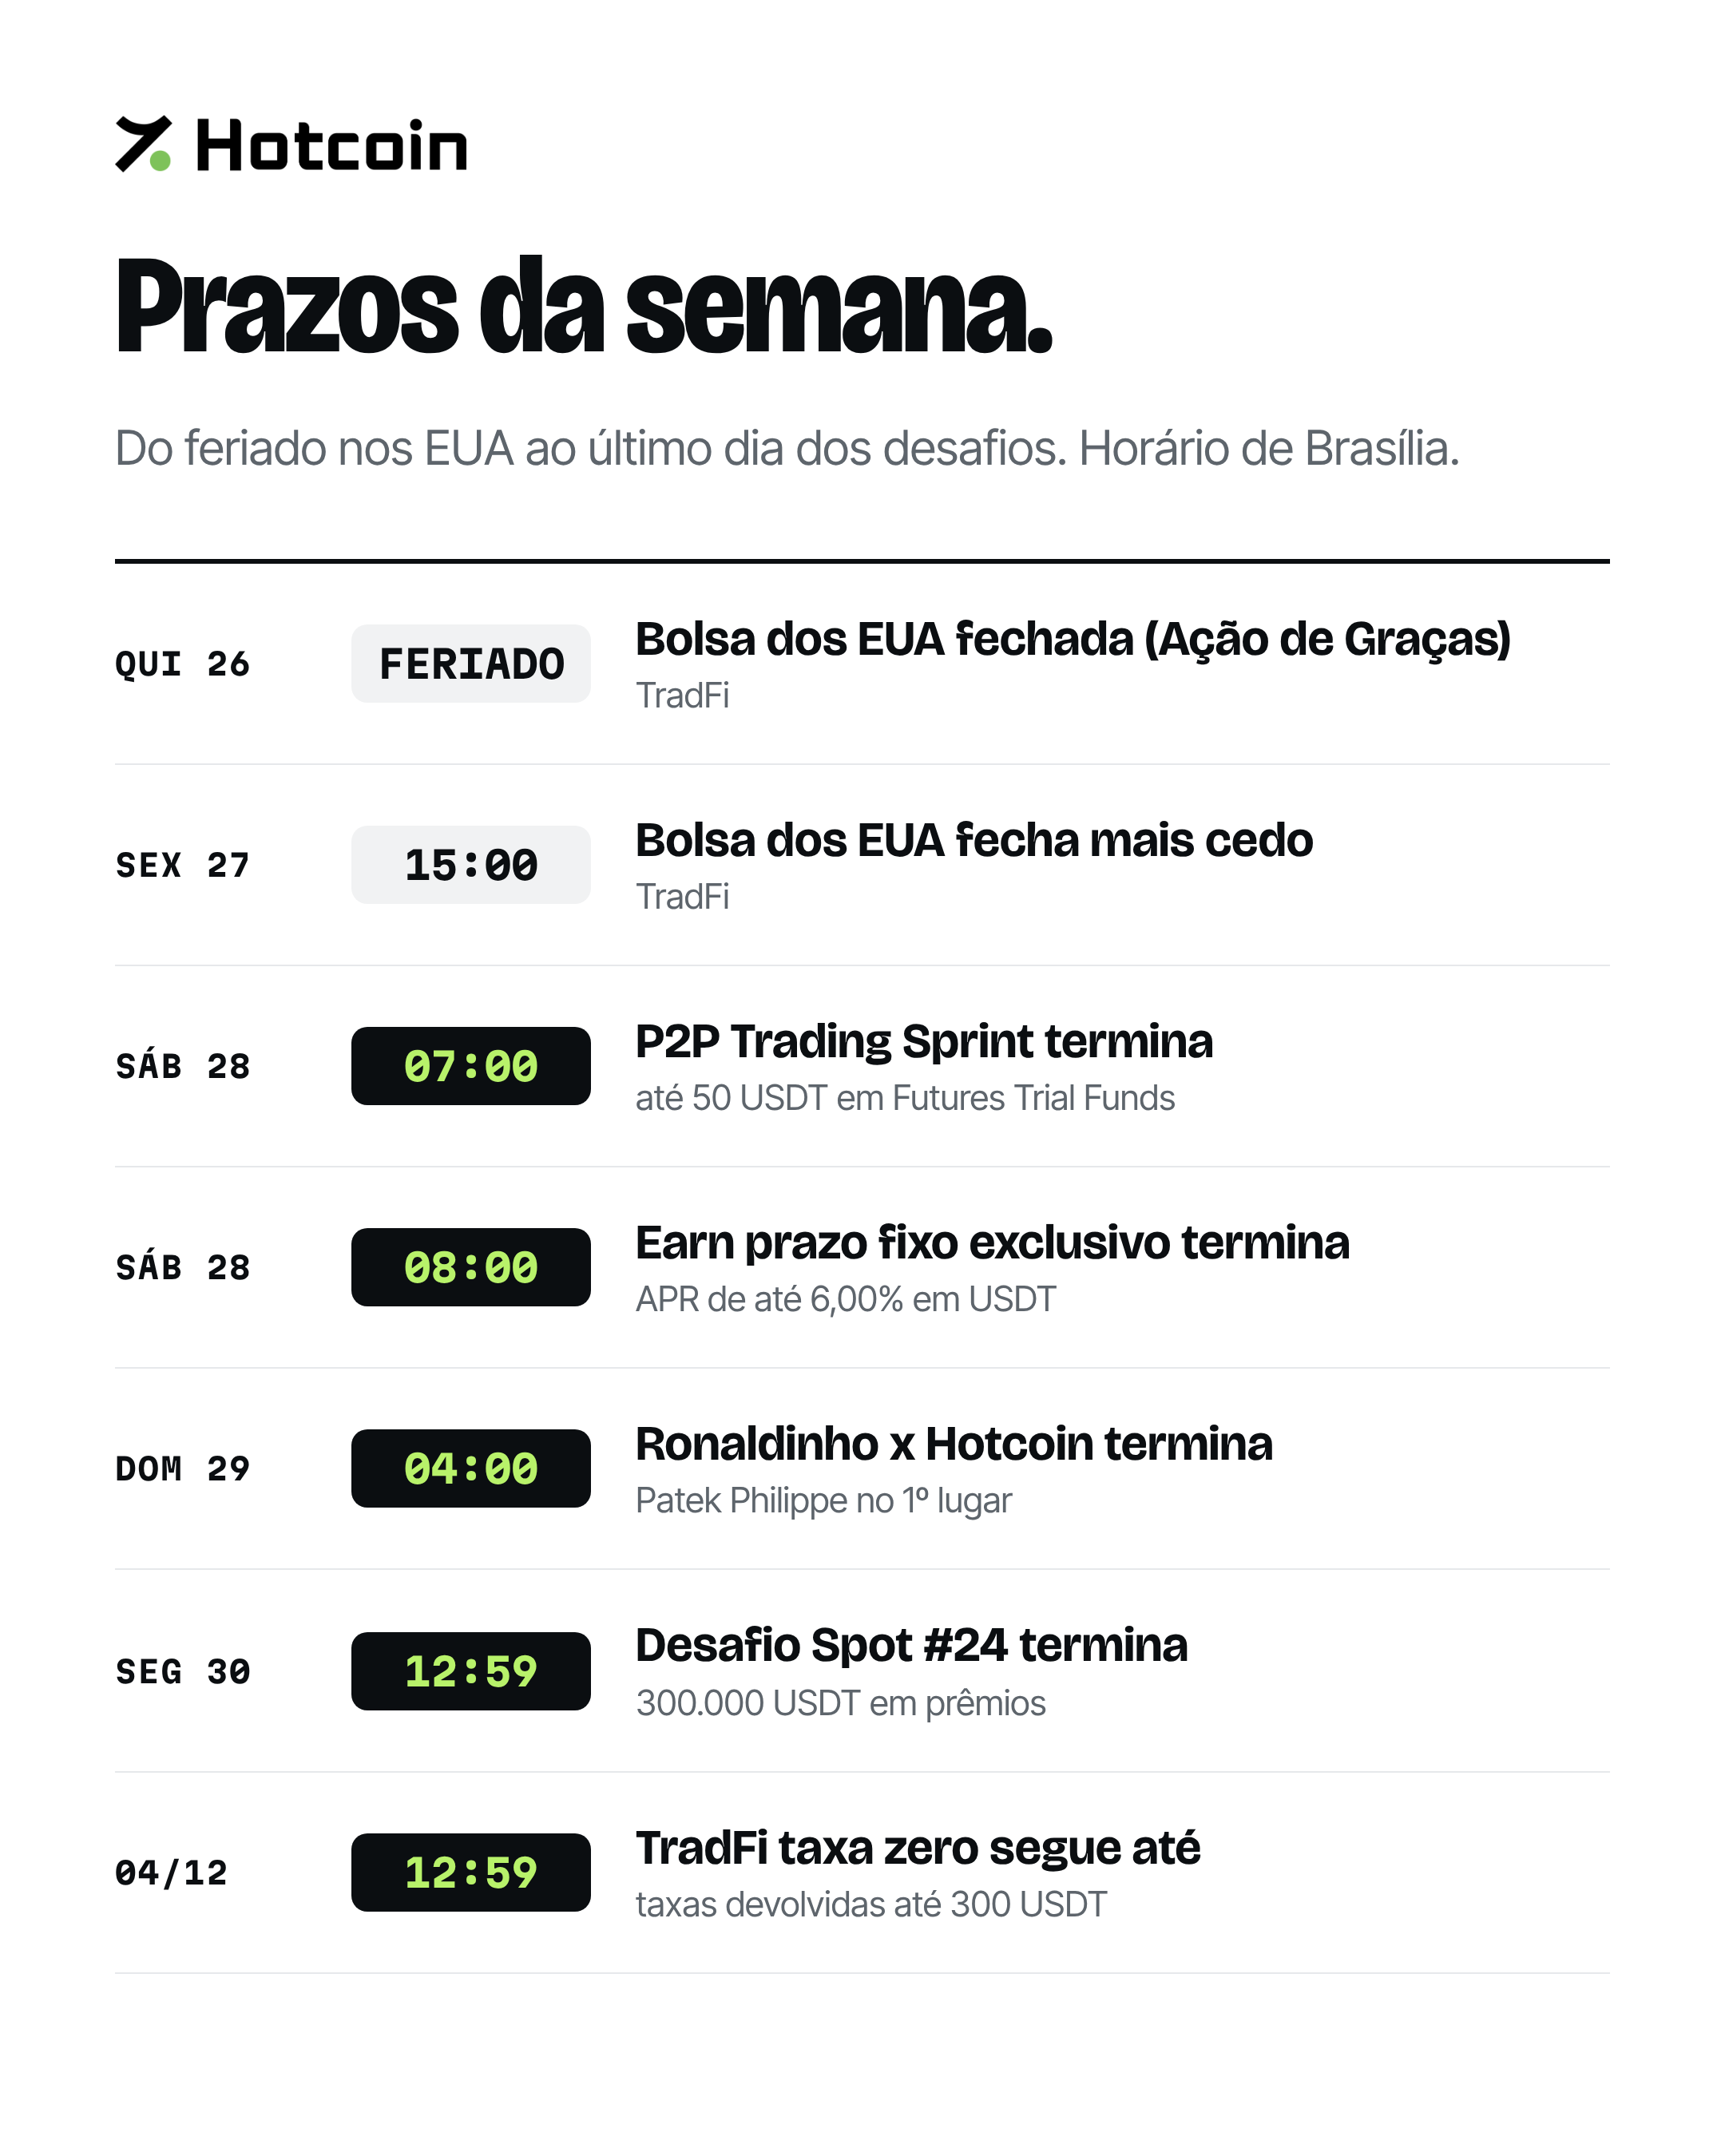 Hotcoin
Prazos da semana.
Do feriado nos EUA ao último dia dos desafios. Horário de Brasília.
QUI 26 FERIADO Bolsa dos EUA fechada (Ação de Graças)
TradFi
SEX 27 15:00 Bolsa dos EUA fecha mais cedo
TradFi
SÁB 28 07:00 P2P Trading Sprint termina
até 50 USDT em Futures Trial Funds
SÁB 28 08:00 Earn prazo fixo exclusivo termina
APR de até 6,00% em USDT
DOM 29 04:00 Ronaldinho x Hotcoin termina
Patek Philippe no 1º lugar
SEG 30 12:59 Desafio Spot #24 termina
300.000 USDT em prêmios
04/12 12:59 TradFi taxa zero segue até
taxas devolvidas até 300 USDT